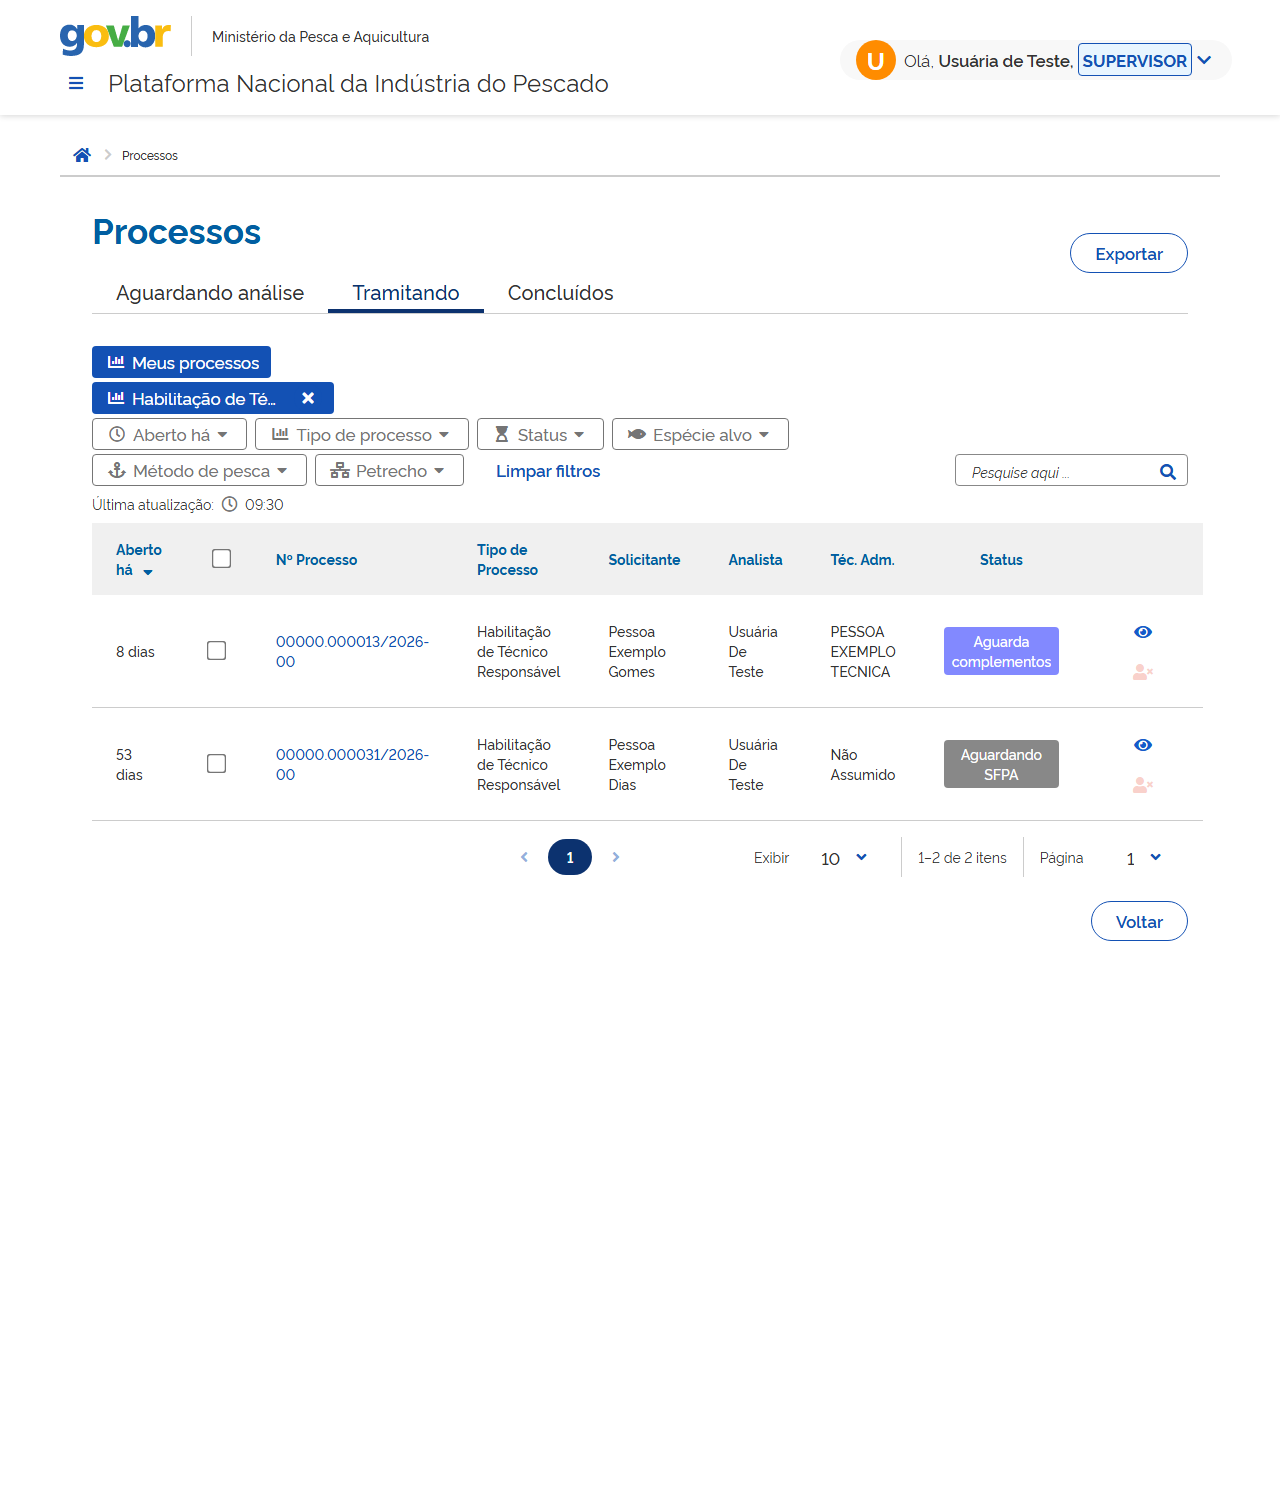 gov.br
Ministério da Pesca e Aquicultura
Plataforma Nacional da Indústria do Pescado
U Olá, Usuária de Teste, SUPERVISOR
Processos
Processos
Exportar
Aguardando análise Tramitando Concluídos
Meus processos
Habilitação de Té...
Aberto há Tipo de processo Status Espécie alvo
Método de pesca Petrecho Limpar filtros Pesquise aqui ...
Última atualização: 09:30
Aberto há Nº Processo Tipo de Processo Solicitante Analista Téc. Adm. Status
8 dias 00000.000013/2026-00 Habilitação de Técnico Responsável Pessoa Exemplo Gomes Usuária De Teste PESSOA EXEMPLO TECNICA Aguarda complementos
53 dias 00000.000031/2026-00 Habilitação de Técnico Responsável Pessoa Exemplo Dias Usuária De Teste Não Assumido Aguardando SFPA
1 Exibir 10 1–2 de 2 itens Página 1
Voltar